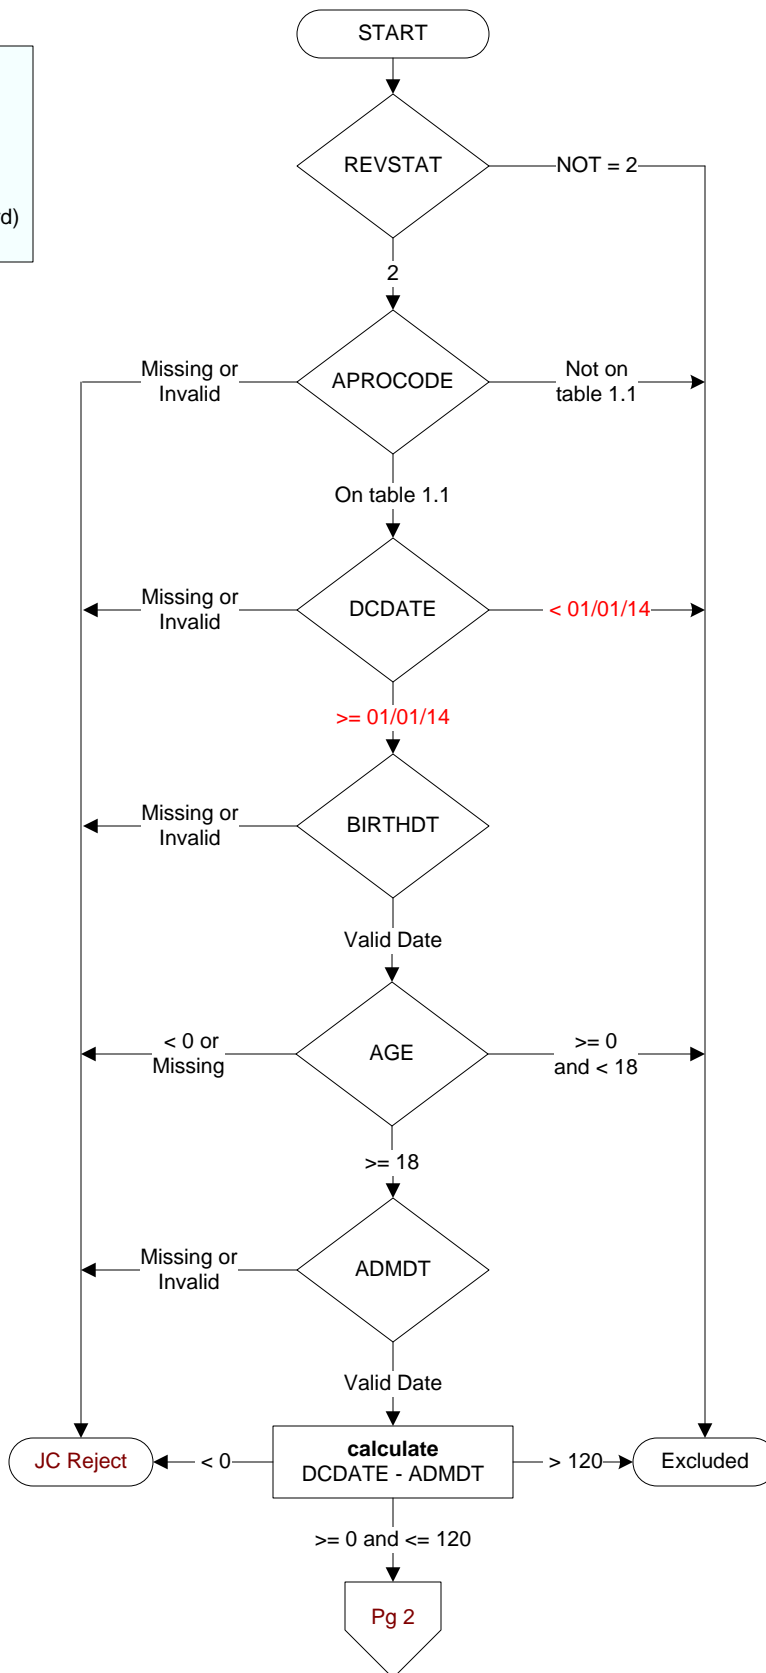 START
REVSTAT
NOT = 2
d)
2
Missing or
Invalid
APROCODE
Not on
table 1.1
On table 1.1
Missing or
Invalid
DCDATE
< 01/01/14
>= 01/01/14
Missing or
Invalid
BIRTHDT
Valid Date
< 0 or
Missing
AGE
>= 0
and < 18
>= 18
Missing or
Invalid
ADMDT
Valid Date
JC Reject
< 0
calculate
DCDATE - ADMDT
> 120
Excluded
>= 0 and <= 120
Pg 2